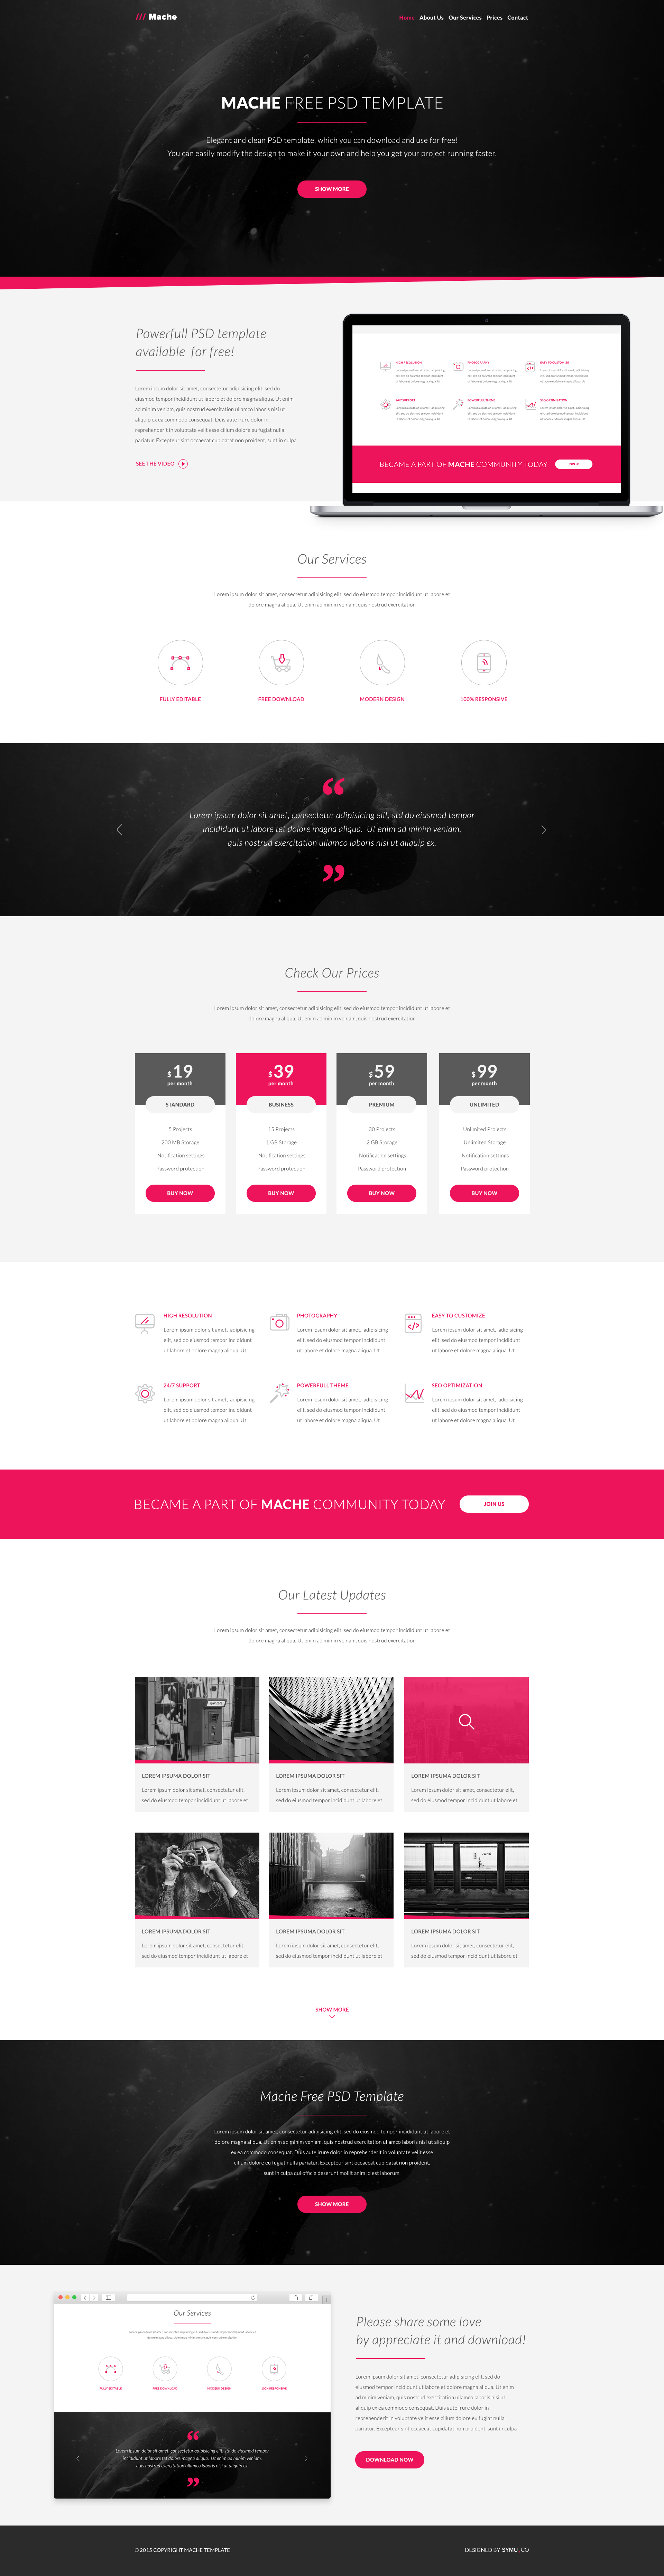 /// Mache
Home About Us Our Services Prices Contact
MACHE FREE PSD TEMPLATE
Elegant and clean PSD template, which you can download and use for free!
You can easily modify the design to make it your own and help you get your project running faster.
SHOW MORE
Powerfull PSD template
available for free!
Lorem ipsum dolor sit amet, consectetur adipisicing elit, sed do
eiusmod tempor incididunt ut labore et dolore magna aliqua. Ut enim
ad minim veniam, quis nostrud exercitation ullamco laboris nisi ut
aliquip ex ea commodo consequat. Duis aute irure dolor in
reprehenderit in voluptate velit esse cillum dolore eu fugiat nulla
pariatur. Excepteur sint occaecat cupidatat non proident, sunt in culpa
SEE THE VIDEO
HIGH RESOLUTION
PHOTOGRAPHY
EASY TO CUSTOMIZE
24/7 SUPPORT
POWERFULL THEME
SEO OPTIMIZATION
BECAME A PART OF MACHE COMMUNITY TODAY
JOIN US
Our Services
Lorem ipsum dolor sit amet, consectetur adipisicing elit, sed do eiusmod tempor incididunt ut labore et
dolore magna aliqua. Ut enim ad minim veniam, quis nostrud exercitation
FULLY EDITABLE
FREE DOWNLOAD
MODERN DESIGN
100% RESPONSIVE
“
Lorem ipsum dolor sit amet, consectetur adipisicing elit, std do eiusmod tempor
incididunt ut labore tet dolore magna aliqua. Ut enim ad minim veniam,
quis nostrud exercitation ullamco laboris nisi ut aliquip ex.
”
Check Our Prices
Lorem ipsum dolor sit amet, consectetur adipisicing elit, sed do eiusmod tempor incididunt ut labore et
dolore magna aliqua. Ut enim ad minim veniam, quis nostrud exercitation
$19
per month
STANDARD
5 Projects
200 MB Storage
Notification settings
Password protection
BUY NOW
$39
per month
BUSINESS
15 Projects
1 GB Storage
Notification settings
Password protection
BUY NOW
$59
per month
PREMIUM
30 Projects
2 GB Storage
Notification settings
Password protection
BUY NOW
$99
per month
UNLIMITED
Unlimited Projects
Unlimited Storage
Notification settings
Password protection
BUY NOW
HIGH RESOLUTION
Lorem ipsum dolor sit amet, adipisicing
elit, sed do eiusmod tempor incididunt
ut labore et dolore magna aliqua. Ut
PHOTOGRAPHY
Lorem ipsum dolor sit amet, adipisicing
elit, sed do eiusmod tempor incididunt
ut labore et dolore magna aliqua. Ut
EASY TO CUSTOMIZE
Lorem ipsum dolor sit amet, adipisicing
elit, sed do eiusmod tempor incididunt
ut labore et dolore magna aliqua. Ut
24/7 SUPPORT
Lorem ipsum dolor sit amet, adipisicing
elit, sed do eiusmod tempor incididunt
ut labore et dolore magna aliqua. Ut
POWERFULL THEME
Lorem ipsum dolor sit amet, adipisicing
elit, sed do eiusmod tempor incididunt
ut labore et dolore magna aliqua. Ut
SEO OPTIMIZATION
Lorem ipsum dolor sit amet, adipisicing
elit, sed do eiusmod tempor incididunt
ut labore et dolore magna aliqua. Ut
BECAME A PART OF MACHE COMMUNITY TODAY
JOIN US
Our Latest Updates
Lorem ipsum dolor sit amet, consectetur adipisicing elit, sed do eiusmod tempor incididunt ut labore et
dolore magna aliqua. Ut enim ad minim veniam, quis nostrud exercitation
LOREM IPSUMA DOLOR SIT
Lorem ipsum dolor sit amet, consectetur elit,
sed do eiusmod tempor incididunt ut labore et
LOREM IPSUMA DOLOR SIT
Lorem ipsum dolor sit amet, consectetur elit,
sed do eiusmod tempor incididunt ut labore et
LOREM IPSUMA DOLOR SIT
Lorem ipsum dolor sit amet, consectetur elit,
sed do eiusmod tempor incididunt ut labore et
LOREM IPSUMA DOLOR SIT
Lorem ipsum dolor sit amet, consectetur elit,
sed do eiusmod tempor incididunt ut labore et
LOREM IPSUMA DOLOR SIT
Lorem ipsum dolor sit amet, consectetur elit,
sed do eiusmod tempor incididunt ut labore et
LOREM IPSUMA DOLOR SIT
Lorem ipsum dolor sit amet, consectetur elit,
sed do eiusmod tempor incididunt ut labore et
SHOW MORE
Mache Free PSD Template
Lorem ipsum dolor sit amet, consectetur adipisicing elit, sed do eiusmod tempor incididunt ut labore et
dolore magna aliqua. Ut enim ad minim veniam, quis nostrud exercitation ullamco laboris nisi ut aliquip
ex ea commodo consequat. Duis aute irure dolor in reprehenderit in voluptate velit esse
cillum dolore eu fugiat nulla pariatur. Excepteur sint occaecat cupidatat non proident,
sunt in culpa qui officia deserunt mollit anim id est laborum.
SHOW MORE
Our Services
FULLY EDITABLE
FREE DOWNLOAD
MODERN DESIGN
100% RESPONSIVE
“
Lorem ipsum dolor sit amet, consectetur adipisicing elit, std do eiusmod tempor
incididunt ut labore tet dolore magna aliqua. Ut enim ad minim veniam,
quis nostrud exercitation ullamco laboris nisi ut aliquip ex.
”
Please share some love
by appreciate it and download!
Lorem ipsum dolor sit amet, consectetur adipisicing elit, sed do
eiusmod tempor incididunt ut labore et dolore magna aliqua. Ut enim
ad minim veniam, quis nostrud exercitation ullamco laboris nisi ut
aliquip ex ea commodo consequat. Duis aute irure dolor in
reprehenderit in voluptate velit esse cillum dolore eu fugiat nulla
pariatur. Excepteur sint occaecat cupidatat non proident, sunt in culpa
DOWNLOAD NOW
© 2015 COPYRIGHT MACHE TEMPLATE
DESIGNED BY SYMU.CO